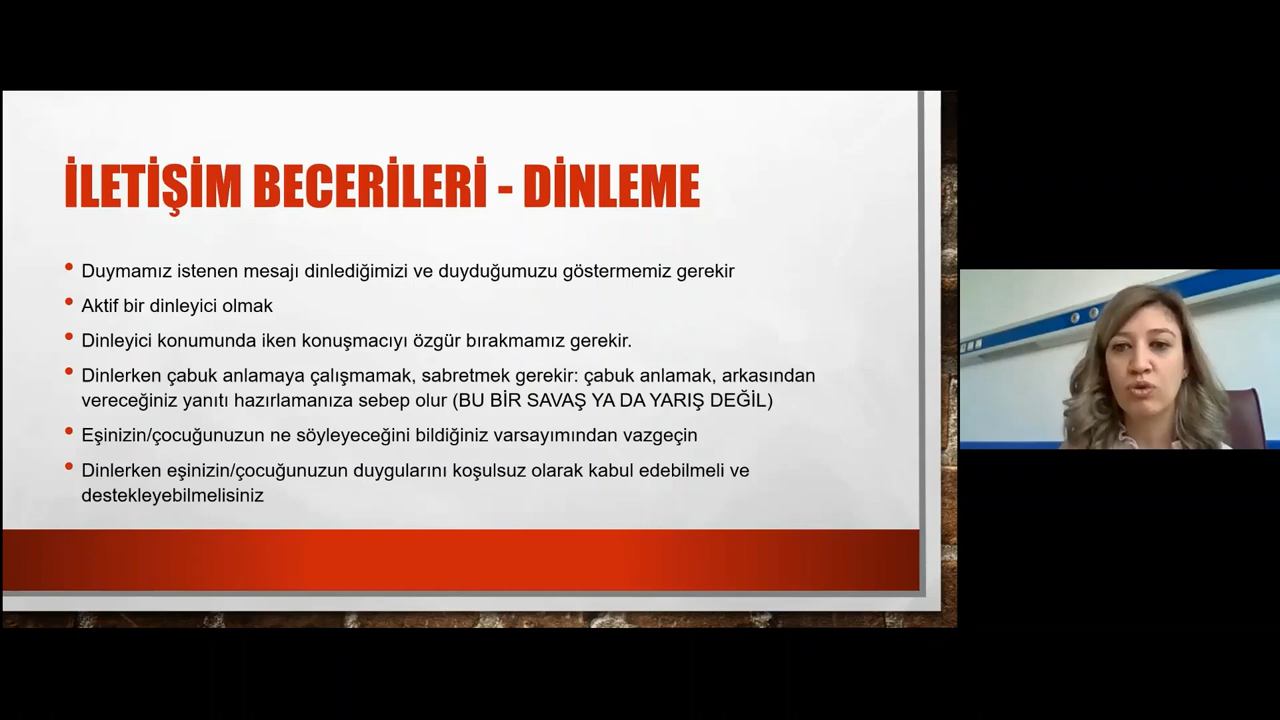 İLETİŞİM BECERİLERİ - DİNLEME
• Duymamız istenen mesajı dinlediğimizi ve duyduğumuzu göstermemiz gerekir
• Aktif bir dinleyici olmak
• Dinleyici konumunda iken konuşmacıyı özgür bırakmamız gerekir.
• Dinlerken çabuk anlamaya çalışmamak, sabretmek gerekir: çabuk anlamak, arkasından
vereceğiniz yanıtı hazırlamanıza sebep olur (BU BİR SAVAŞ YA DA YARIŞ DEĞİL)
• Eşinizin/çocuğunuzun ne söyleyeceğini bildiğiniz varsayımından vazgeçin
• Dinlerken eşinizin/çocuğunuzun duygularını koşulsuz olarak kabul edebilmeli ve
destekleyebilmelisiniz